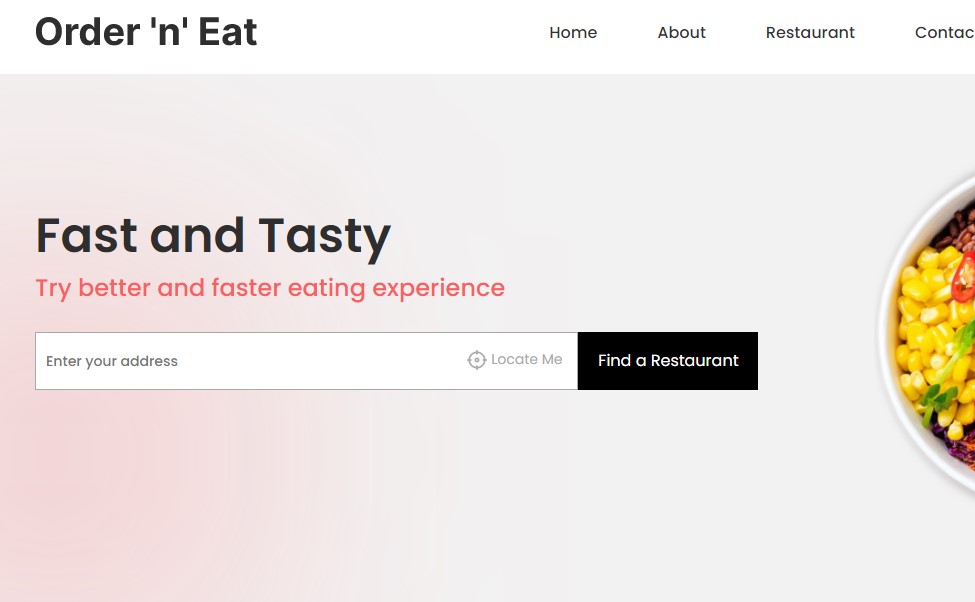 Order 'n' Eat
Home About Restaurant Contac
Fast and Tasty
Try better and faster eating experience
Enter your address Locate Me Find a Restaurant